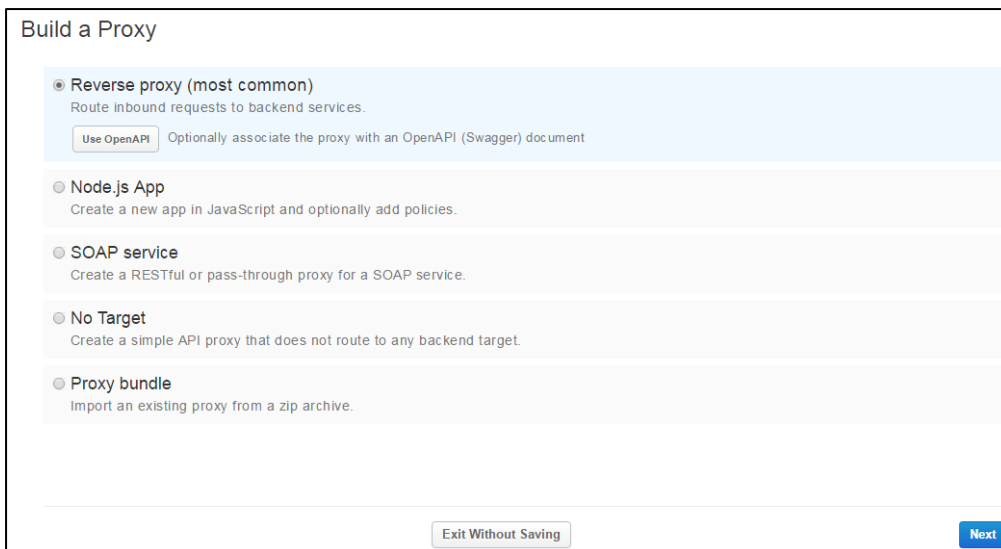 Build a Proxy
Reverse proxy (most common)
Route inbound requests to backend services.
Use OpenAPI Optionally associate the proxy with an OpenAPI (Swagger) document
Node.js App
Create a new app in JavaScript and optionally add policies.
SOAP service
Create a RESTful or pass-through proxy for a SOAP service.
No Target
Create a simple API proxy that does not route to any backend target.
Proxy bundle
Import an existing proxy from a zip archive.
Exit Without Saving Next